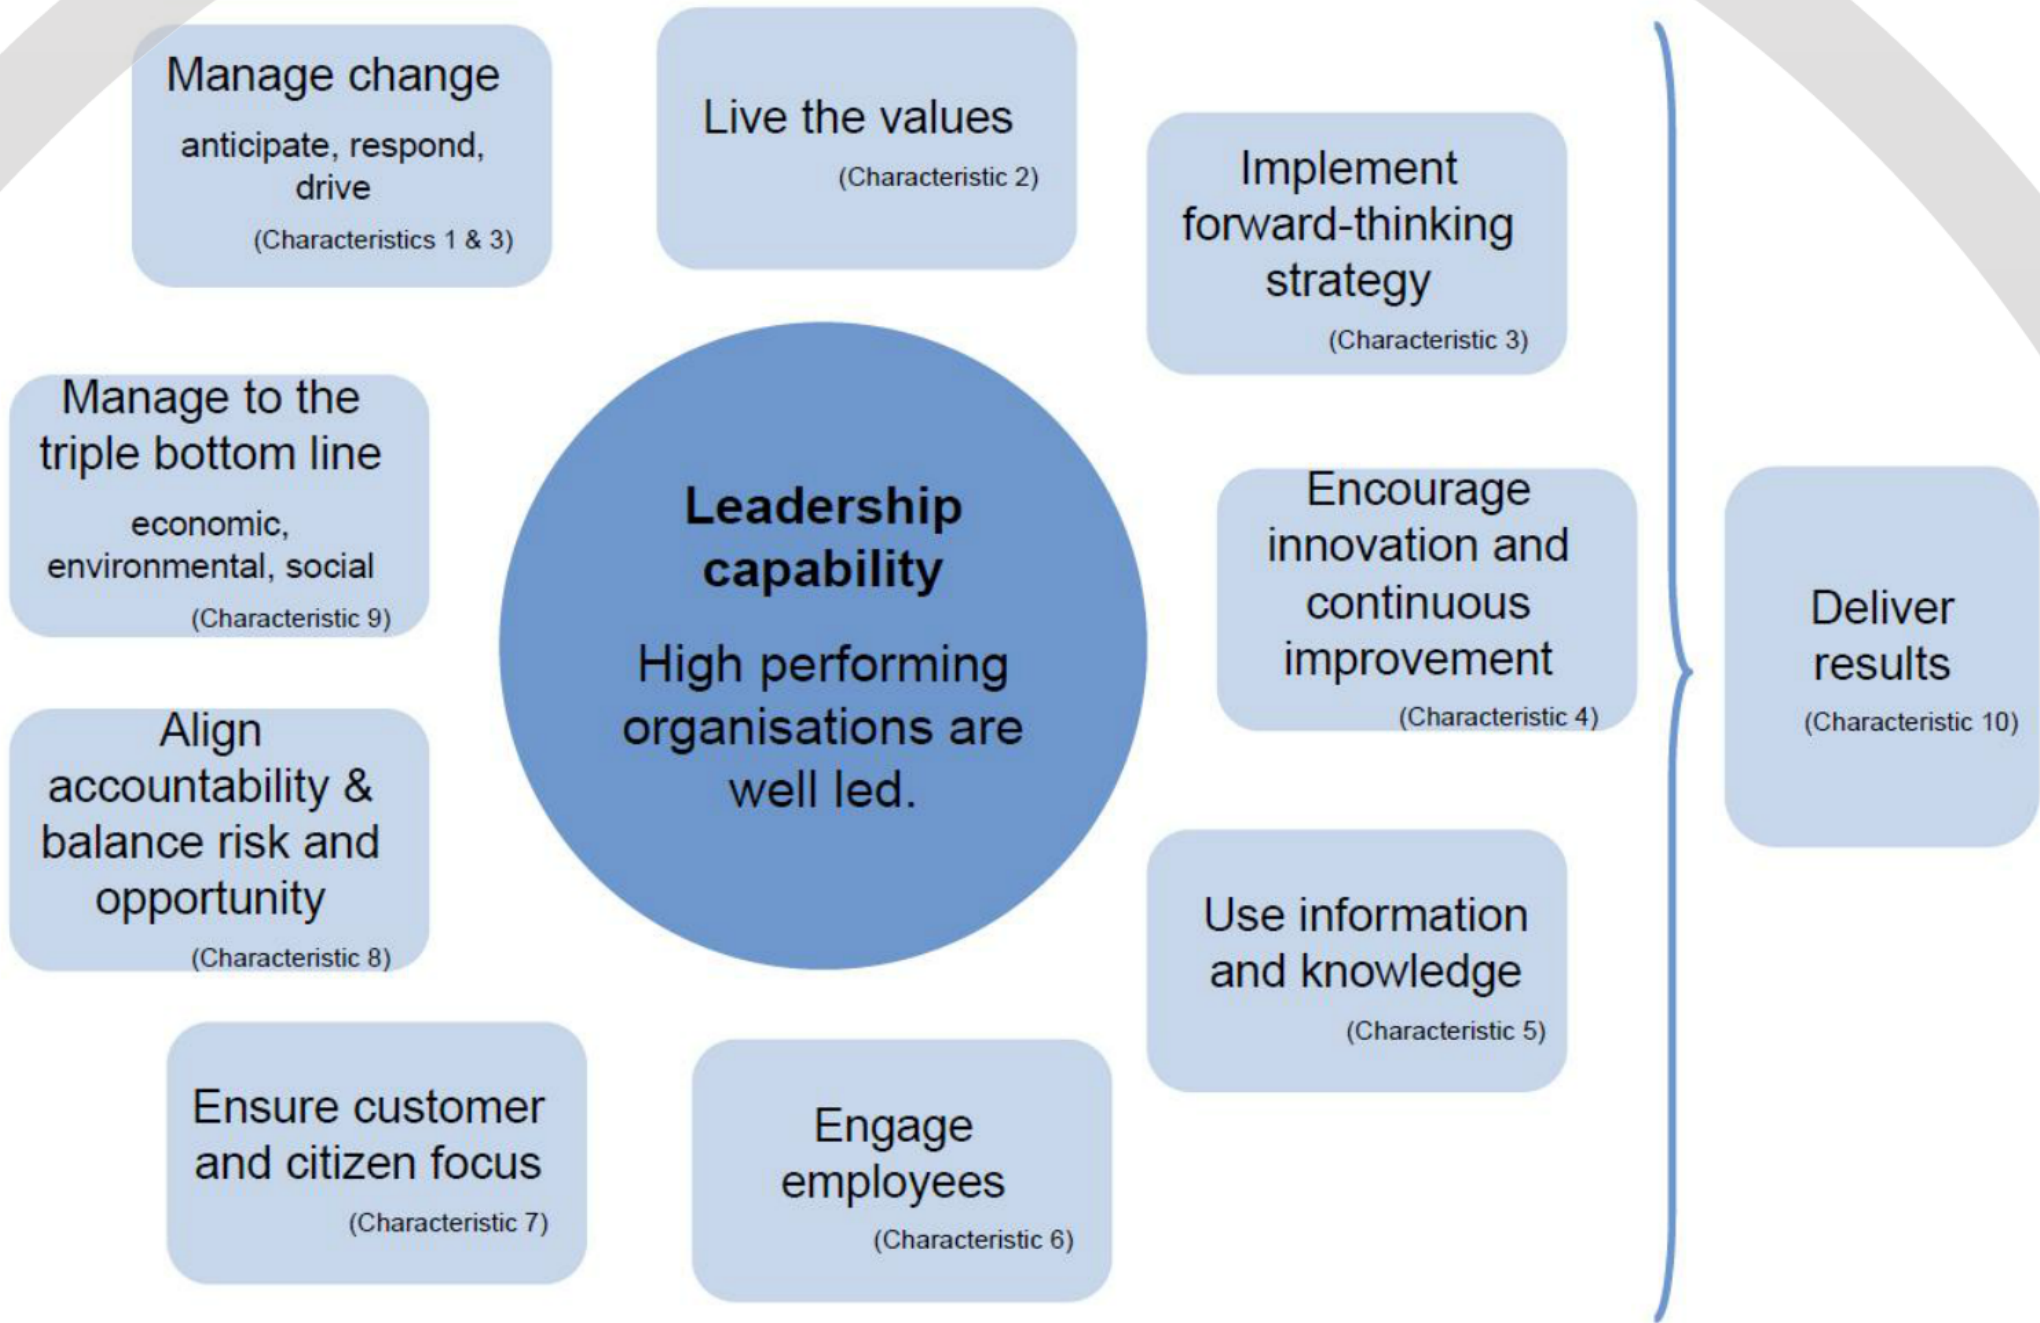 Manage change
anticipate, respond,
drive
(Characteristics 1 & 3)
Live the values
(Characteristic 2)
Implement
forward-thinking
strategy
(Characteristic 3)
Manage to the
triple bottom line
economic,
environmental, social
(Characteristic 9)
Leadership
capability
High performing
organisations are
well led.
Encourage
innovation and
continuous
improvement
(Characteristic 4)
Deliver
results
(Characteristic 10)
Align
accountability &
balance risk and
opportunity
(Characteristic 8)
Use information
and knowledge
(Characteristic 5)
Ensure customer
and citizen focus
(Characteristic 7)
Engage
employees
(Characteristic 6)